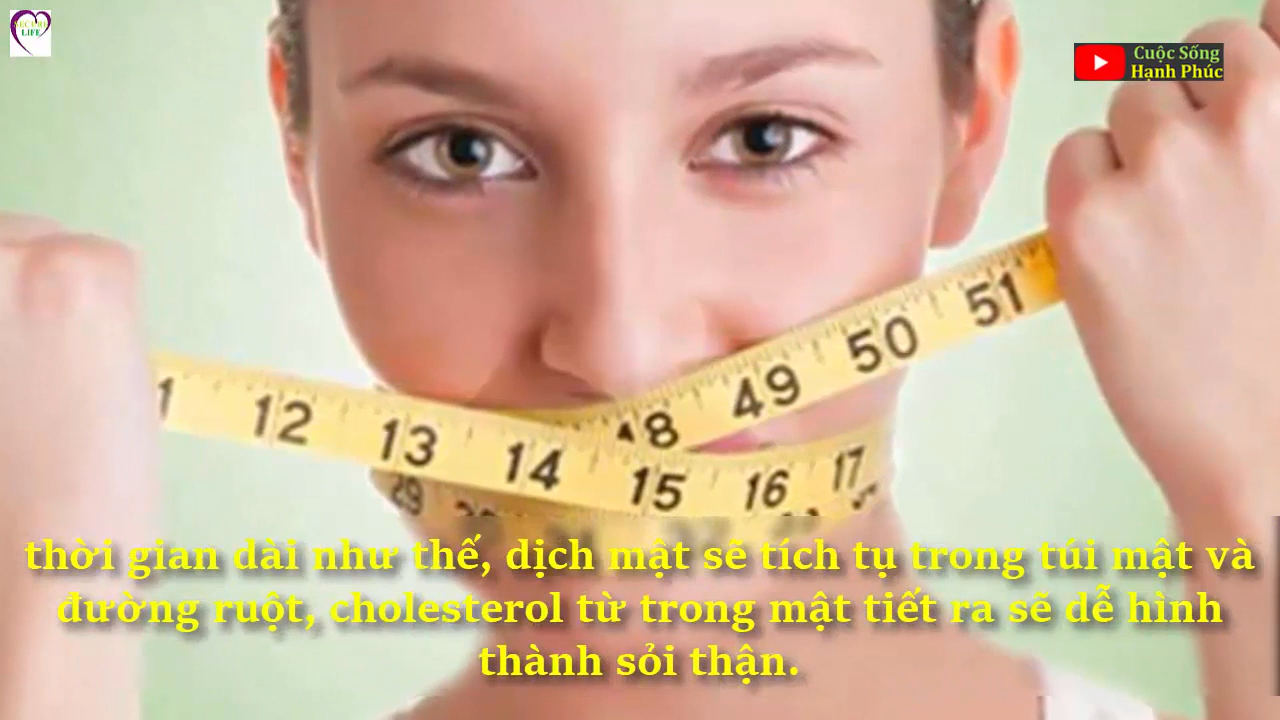 LIFE
Cuộc Sống
Hạnh Phúc
51
50
49
48
12
13
14
15
16
17
29
thời gian dài như thế, dịch mật sẽ tích tụ trong túi mật và
đường ruột, cholesterol từ trong mật tiết ra sẽ dễ hình
thành sỏi thận.